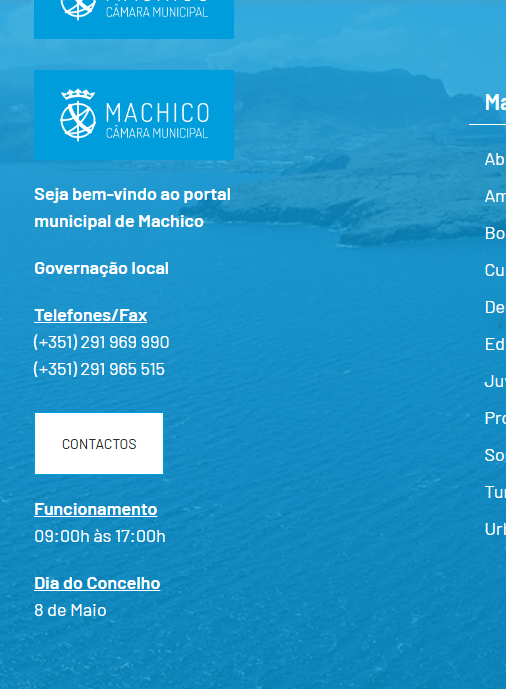 CÂMARA MUNICIPAL
MACHICO
CÂMARA MUNICIPAL
Seja bem-vindo ao portal
municipal de Machico
Governação local
Telefones/Fax
(+351) 291 969 990
(+351) 291 965 515
CONTACTOS
Funcionamento
09:00h às 17:00h
Dia do Concelho
8 de Maio